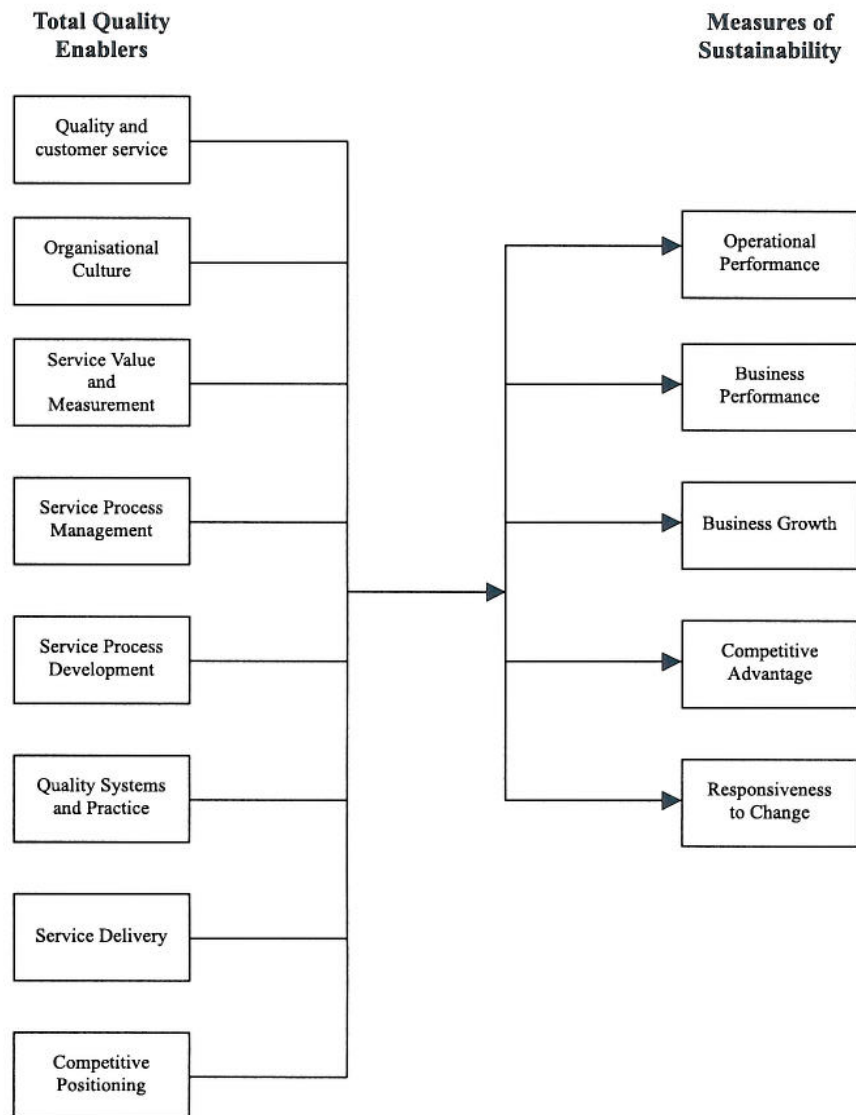 Total Quality
Enablers
Quality and
customer service
Organisational
Culture
Service Value
and
Measurement
Service Process
Management
Service Process
Development
Quality Systems
and Practice
Service Delivery
Competitive
Positioning
Measures of
Sustainability
Operational
Performance
Business
Performance
Business Growth
Competitive
Advantage
Responsiveness
to Change